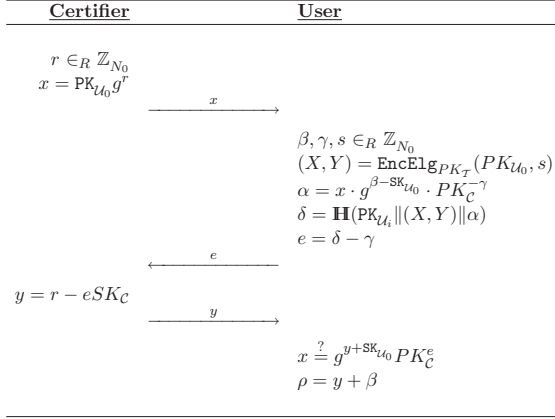 Certifier User
r ∈_R ℤ_{N_0}
x = PK_{𝒰_0} g^r
x
β, γ, s ∈_R ℤ_{N_0}
(X, Y) = EncElg_{PK_𝒯}(PK_{𝒰_0}, s)
α = x · g^{β−SK_{𝒰_0}} · PK_𝒞^{−γ}
δ = ℍ(PK_{𝒰_i}‖(X, Y)‖α)
e = δ − γ
e
y = r − eSK_𝒞
y
x ≟ g^{y+SK_{𝒰_0}} PK_𝒞^e
ρ = y + β